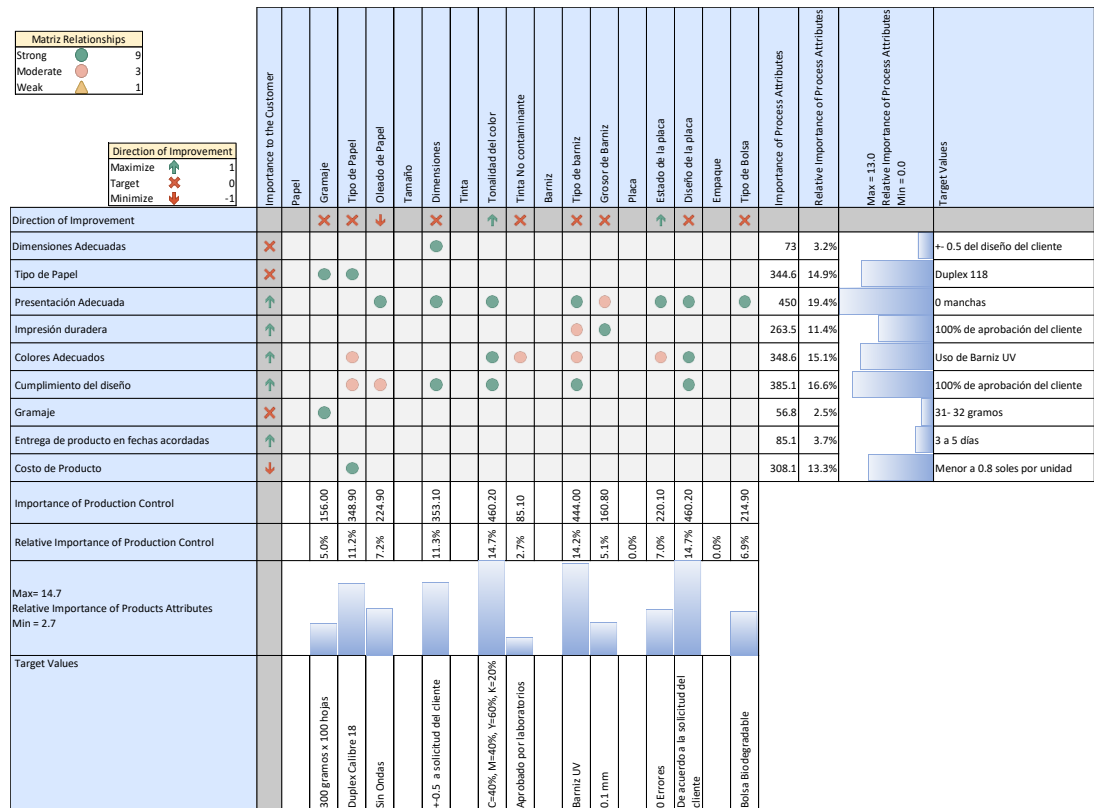 Matriz Relationships
Strong 9
Moderate 3
Weak 1
Direction of Improvement
Maximize 1
Target 0
Minimize -1
Importance to the Customer
Papel
Gramaje
Tipo de Papel
Oleado de Papel
Tamaño
Dimensiones
Tinta
Tonalidad del color
Tinta No contaminante
Barniz
Tipo de barniz
Grosor de Barniz
Placa
Estado de la placa
Diseño de la placa
Empaque
Tipo de Bolsa
Importance of Process Attributes
Relative Importance of Process Attributes
Max = 13.0
Relative Importance of Process Attributes
Min = 0.0
Target Values
Direction of Improvement
Dimensiones Adecuadas 73 3.2% +- 0.5 del diseño del cliente
Tipo de Papel 344.6 14.9% Duplex 118
Presentación Adecuada 450 19.4% 0 manchas
Impresión duradera 263.5 11.4% 100% de aprobación del cliente
Colores Adecuados 348.6 15.1% Uso de Barniz UV
Cumplimiento del diseño 385.1 16.6% 100% de aprobación del cliente
Gramaje 56.8 2.5% 31- 32 gramos
Entrega de producto en fechas acordadas 85.1 3.7% 3 a 5 días
Costo de Producto 308.1 13.3% Menor a 0.8 soles por unidad
Importance of Production Control 156.00 348.90 224.90 353.10 460.20 85.10 444.00 160.80 220.10 460.20 214.90
Relative Importance of Production Control 5.0% 11.2% 7.2% 11.3% 14.7% 2.7% 14.2% 5.1% 0.0% 7.0% 14.7% 0.0% 6.9%
Max= 14.7
Relative Importance of Products Attributes
Min = 2.7
Target Values
300 gramos x 100 hojas
Duplex Calibre 18
Sin Ondas
+-0.5 a solicitud del cliente
C=40%, M=40%, Y=60%, K=20%
Aprobado por laboratorios
Barniz UV
0.1 mm
0 Errores
De acuerdo a la solicitud del
cliente
Bolsa Biodegradable